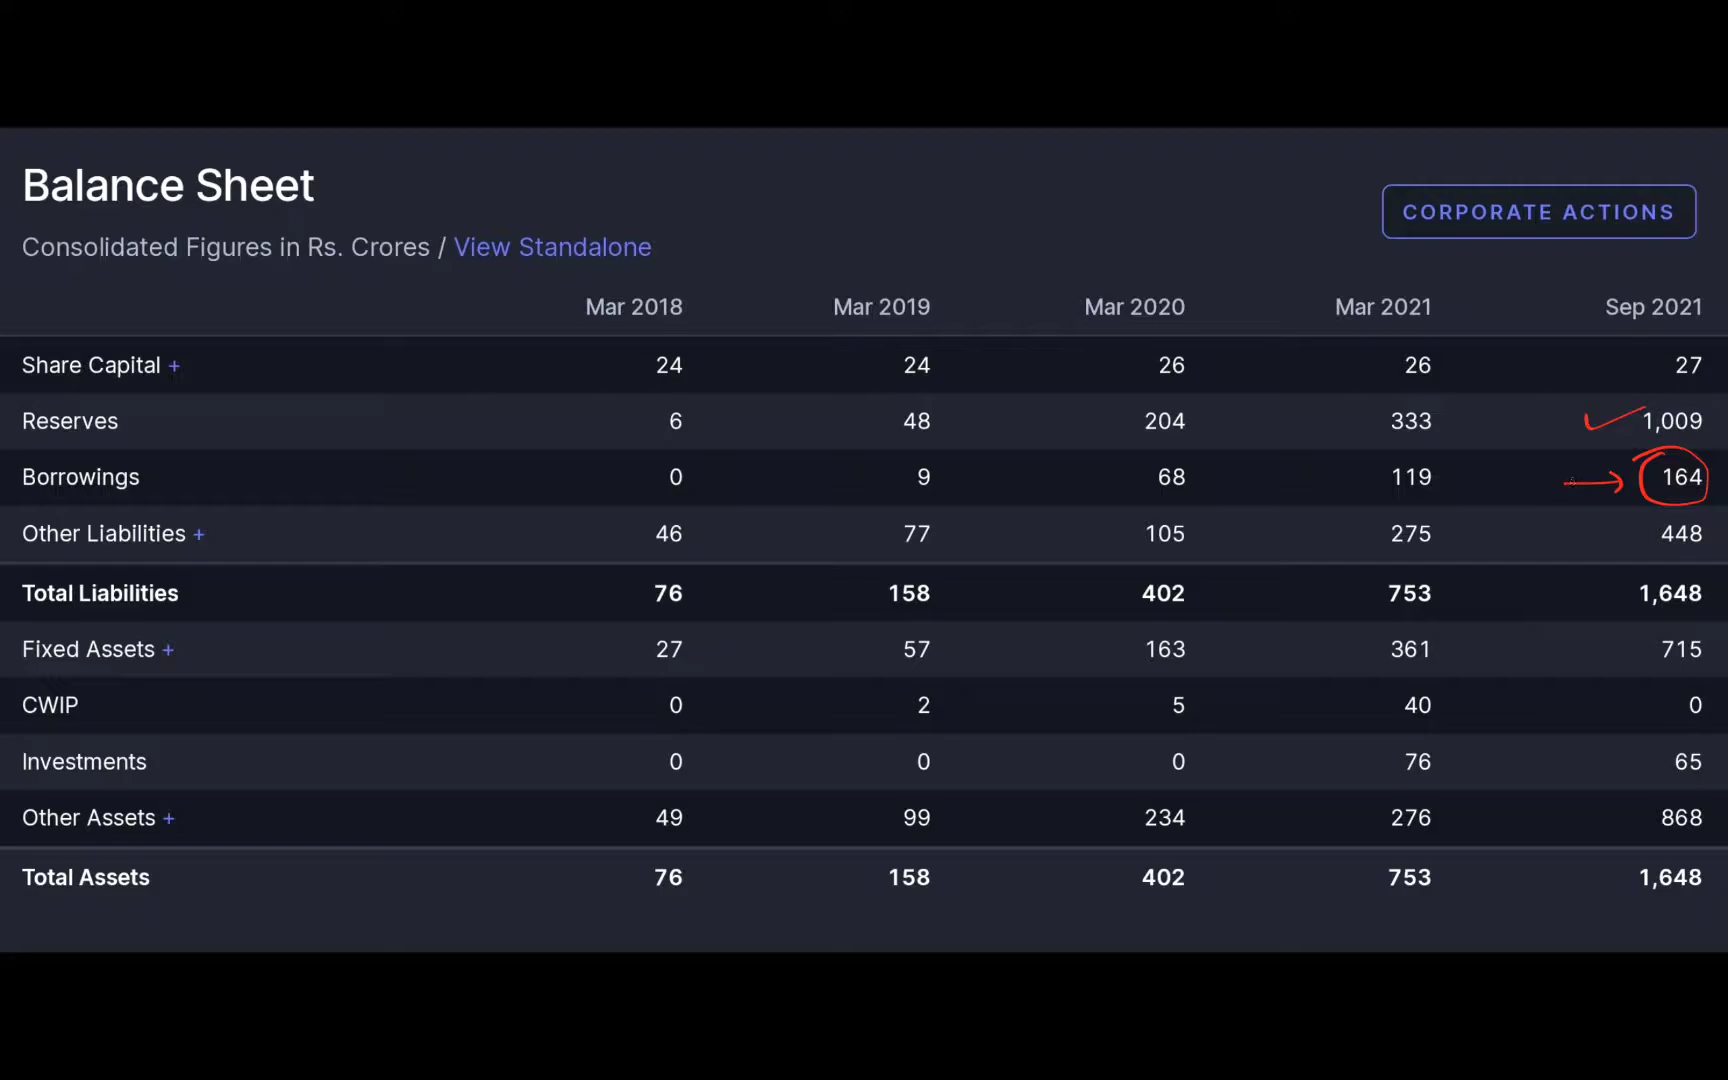 Balance Sheet
CORPORATE ACTIONS
Consolidated Figures in Rs. Crores / View Standalone
Mar 2018 Mar 2019 Mar 2020 Mar 2021 Sep 2021
Share Capital + 24 24 26 26 27
Reserves 6 48 204 333 1,009
Borrowings 0 9 68 119 164
Other Liabilities + 46 77 105 275 448
Total Liabilities 76 158 402 753 1,648
Fixed Assets + 27 57 163 361 715
CWIP 0 2 5 40 0
Investments 0 0 0 76 65
Other Assets + 49 99 234 276 868
Total Assets 76 158 402 753 1,648